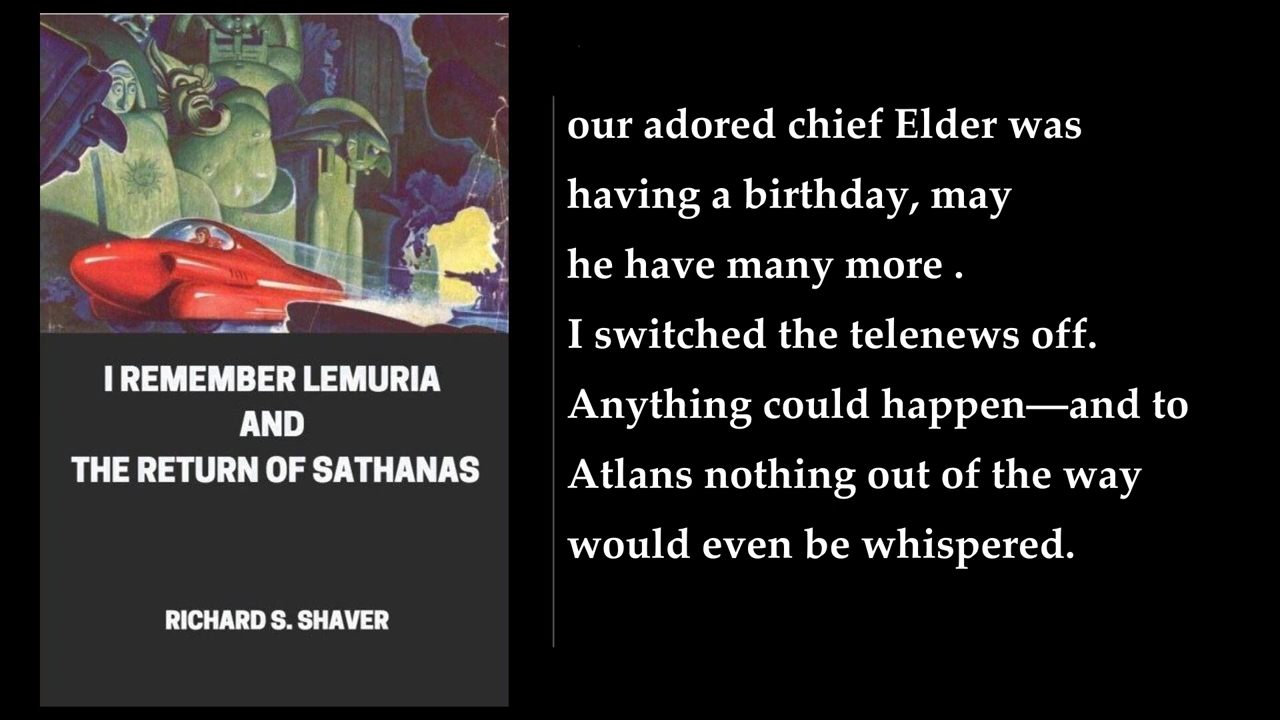 I REMEMBER LEMURIA
AND
THE RETURN OF SATHANAS
RICHARD S. SHAVER
our adored chief Elder was
having a birthday, may
he have many more .
I switched the telenews off.
Anything could happen—and to
Atlans nothing out of the way
would even be whispered.